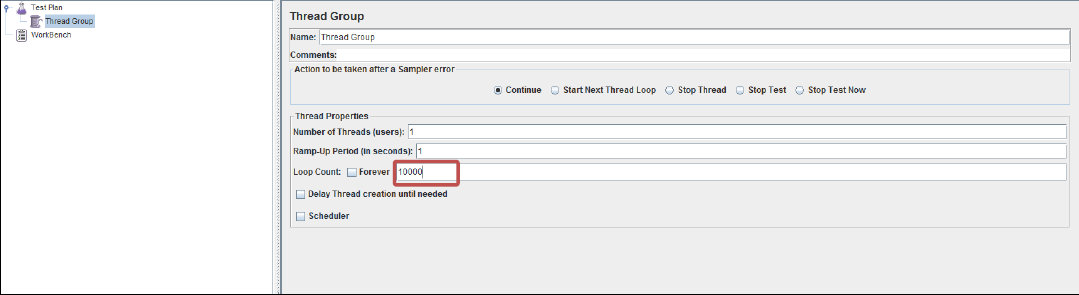 Test Plan
Thread Group
WorkBench
Thread Group
Name: Thread Group
Comments:
Action to be taken after a Sampler error
Continue Start Next Thread Loop Stop Thread Stop Test Stop Test Now
Thread Properties
Number of Threads (users): 1
Ramp-Up Period (in seconds): 1
Loop Count: Forever 10000
Delay Thread creation until needed
Scheduler